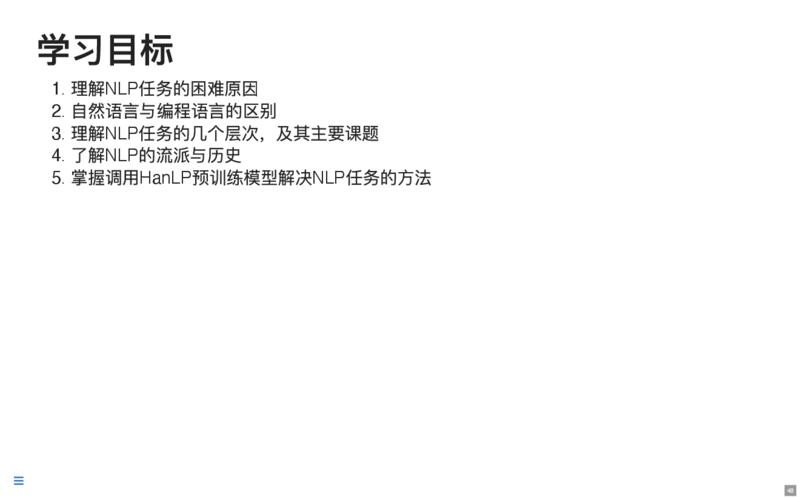 学习目标
1. 理解NLP任务的困难原因
2. 自然语言与编程语言的区别
3. 理解NLP任务的几个层次，及其主要课题
4. 了解NLP的流派与历史
5. 掌握调用HanLP预训练模型解决NLP任务的方法
48